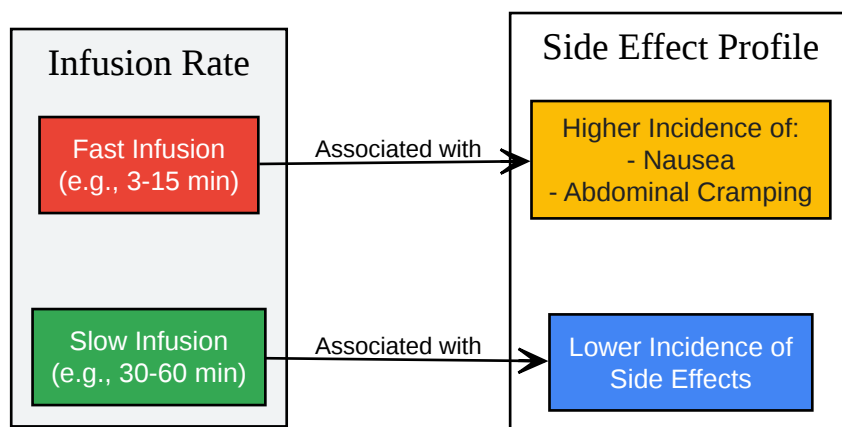 Infusion Rate
Fast Infusion
(e.g., 3-15 min)
Slow Infusion
(e.g., 30-60 min)
Associated with
Associated with
Side Effect Profile
Higher Incidence of:
- Nausea
- Abdominal Cramping
Lower Incidence of
Side Effects